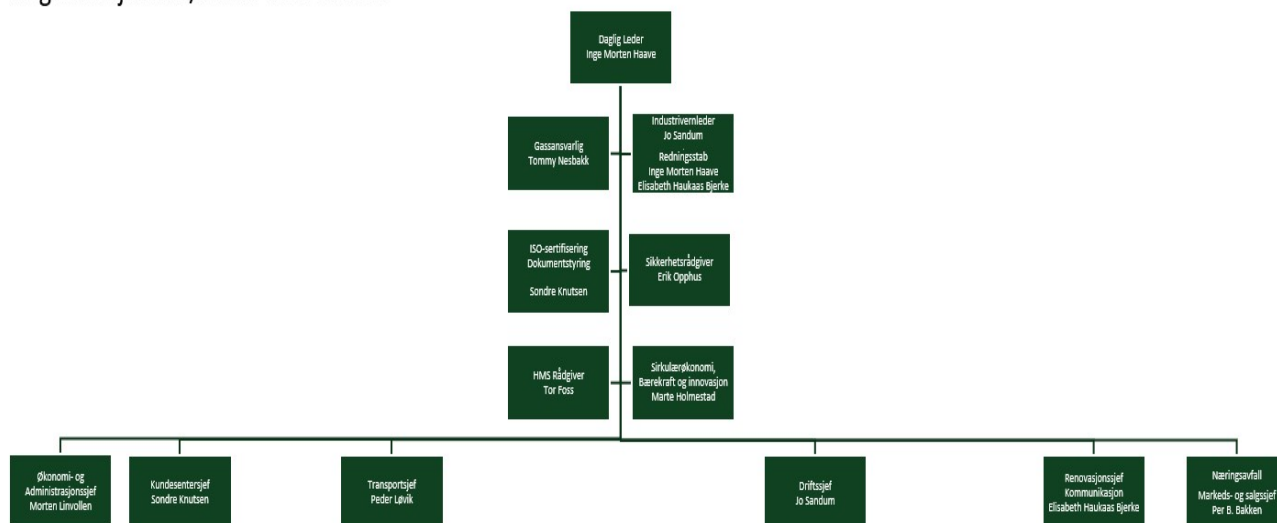 Daglig Leder
Inge Morten Haave
Gassansvarlig
Tommy Nesbakk
Industrivernleder
Jo Sandum
Redningsstab
Inge Morten Haave
Elisabeth Haukaas Bjerke
ISO-sertifisering
Dokumentstyring
Sondre Knutsen
Sikkerhetsrådgiver
Erik Opphus
HMS Rådgiver
Tor Foss
Sirkulærøkonomi,
Bærekraft og innovasjon
Marte Holmestad
Økonomi- og
Administrasjonssjef
Morten Linvollen
Kundesentersjef
Sondre Knutsen
Transportsjef
Peder Løvik
Driftssjef
Jo Sandum
Renovasjonssjef
Kommunikasjon
Elisabeth Haukaas Bjerke
Næringsavfall
Markeds- og salgssjef
Per B. Bakken